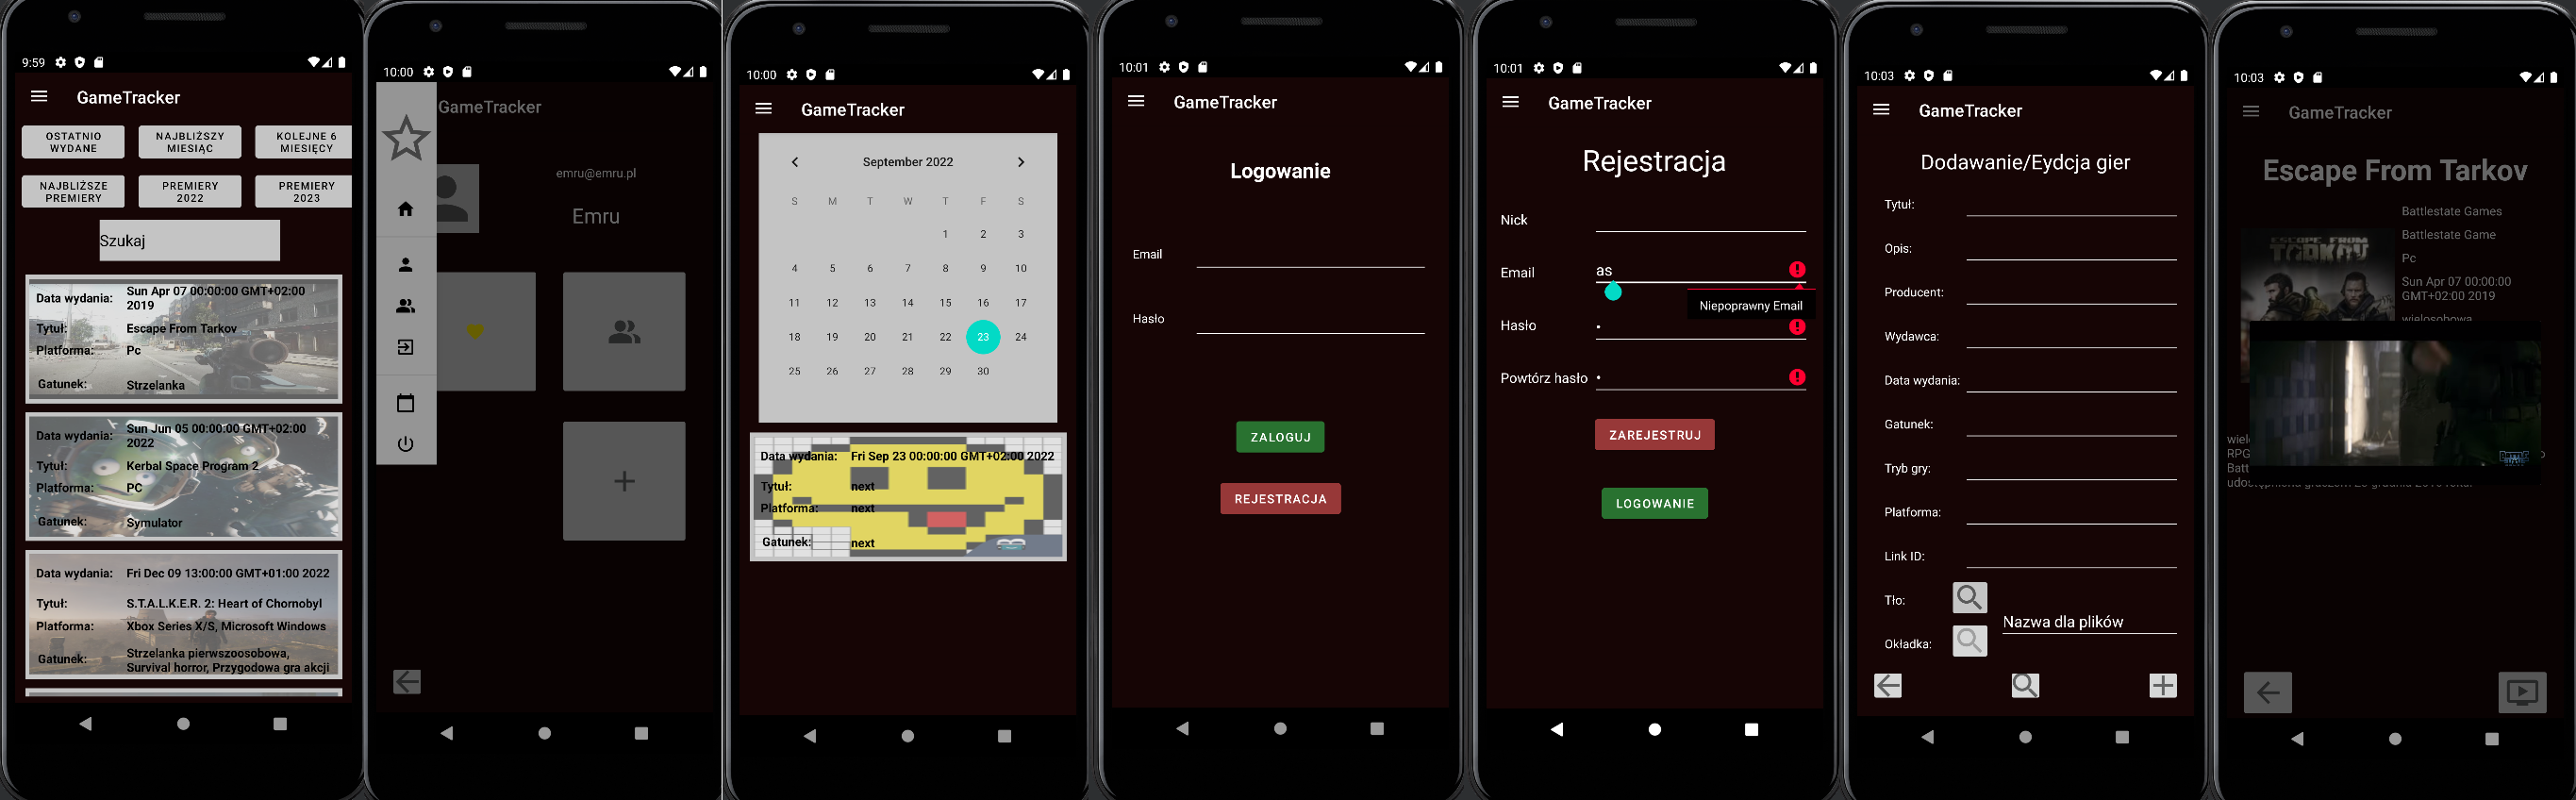 9:59
GameTracker
OSTATNIO
WYDANE
NAJBLIŻSZY
MIESIĄC
KOLEJNE 6
MIESIĘCY
NAJBLIŻSZE
PREMIERY
PREMIERY
2022
PREMIERY
2023
Szukaj
Data wydania: Sun Apr 07 00:00:00 GMT+02:00
2019
Tytuł: Escape From Tarkov
Platforma: Pc
Gatunek: Strzelanka
Data wydania: Sun Jun 05 00:00:00 GMT+02:00
2022
Tytuł: Kerbal Space Program 2
Platforma: PC
Gatunek: Symulator
Data wydania: Fri Dec 09 13:00:00 GMT+01:00 2022
Tytuł: S.T.A.L.K.E.R. 2: Heart of Chornobyl
Platforma: Xbox Series X/S, Microsoft Windows
Gatunek: Strzelanka pierwszoosobowa,
Survival horror, Przygodowa gra akcji
10:00
GameTracker
emru@emru.pl
Emru
10:00
GameTracker
September 2022
S M T W T F S
1 2 3
4 5 6 7 8 9 10
11 12 13 14 15 16 17
18 19 20 21 22 23 24
25 26 27 28 29 30
Data wydania: Fri Sep 23 00:00:00 GMT+02:00 2022
Tytuł: next
Platforma: next
Gatunek: next
10:01
GameTracker
Logowanie
Email
Hasło
ZALOGUJ
REJESTRACJA
10:01
GameTracker
Rejestracja
Nick
Email as
Niepoprawny Email
Hasło •
Powtórz hasło •
ZAREJESTRUJ
LOGOWANIE
10:03
GameTracker
Dodawanie/Eydcja gier
Tytuł:
Opis:
Producent:
Wydawca:
Data wydania:
Gatunek:
Tryb gry:
Platforma:
Link ID:
Tło:
Nazwa dla plików
Okładka:
10:03
GameTracker
Escape From Tarkov
Battlestate Games
Battlestate Game
Pc
Sun Apr 07 00:00:00
GMT+02:00 2019
wieloosobowa
ESCAPE FROM
TARKOV
RPG